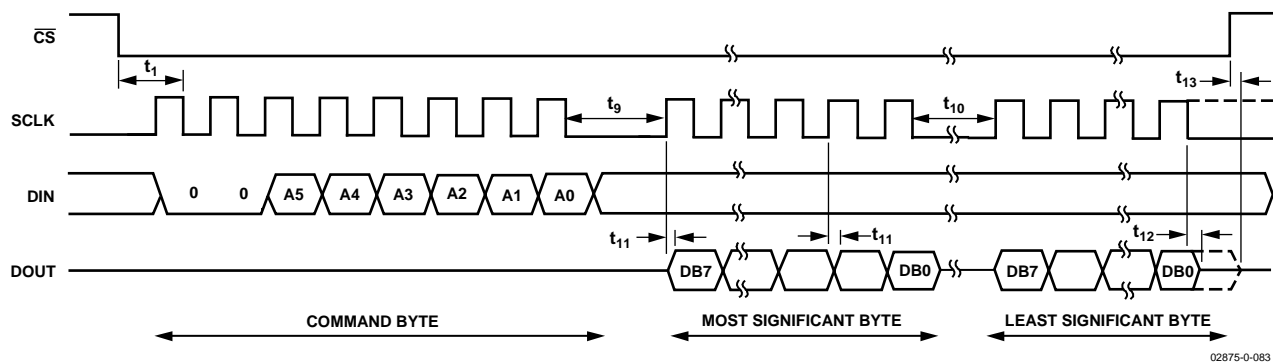 CS
t1
t13
SCLK
t9
t10
DIN
0 0 A5 A4 A3 A2 A1 A0
t11
t11
t12
DOUT
DB7 DB0 DB7 DB0
COMMAND BYTE
MOST SIGNIFICANT BYTE
LEAST SIGNIFICANT BYTE
02875-0-083